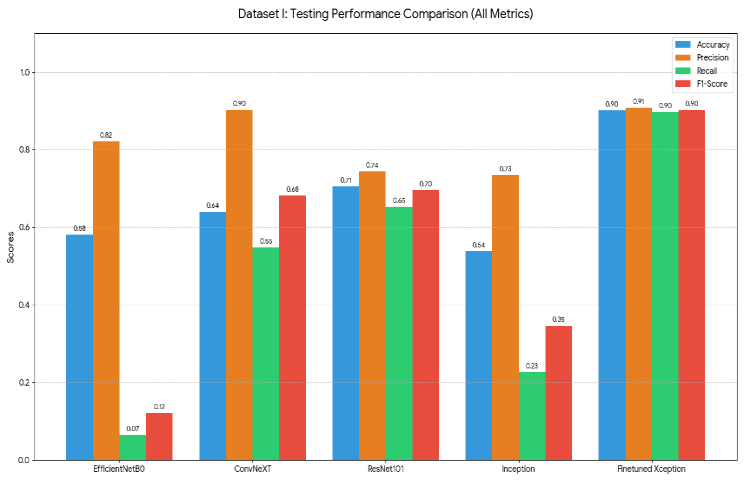 Dataset I: Testing Performance Comparison (All Metrics)
Accuracy
Precision
Recall
F1-Score
Scores
1.0
0.8
0.6
0.4
0.2
0.0
0.58
0.82
0.07
0.12
0.64
0.90
0.55
0.68
0.71
0.74
0.65
0.70
0.54
0.73
0.23
0.35
0.90
0.91
0.90
0.90
EfficientNetB0
ConvNeXT
ResNet101
Inception
Finetuned Xception